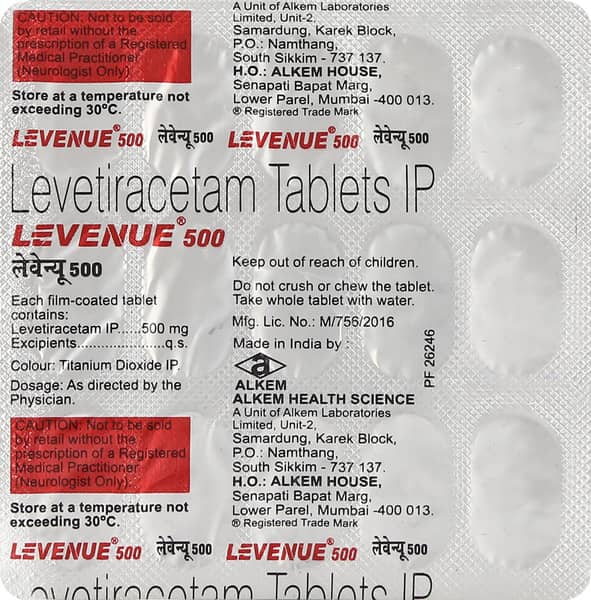 CAUTION: Not to be sold
by retail without the
prescription of a Registered
Medical Practitioner
(Neurologist Only).
Store at a temperature not
exceeding 30°C.
A Unit of Alkem Laboratories
Limited, Unit-2,
Samardung, Karek Block,
P.O.: Namthang,
South Sikkim - 737 137.
H.O.: ALKEM HOUSE,
Senapati Bapat Marg,
Lower Parel, Mumbai -400 013.
® Registered Trade Mark
LEVENUE® 500 लेवेन्यू 500 LEVENUE® 500 लेवेन्यू 500
Levetiracetam Tablets IP
LEVENUE® 500
लेवेन्यू 500
Each film-coated tablet
contains:
Levetiracetam IP.....500 mg
Excipients.....................q.s.
Colour: Titanium Dioxide IP.
Dosage: As directed by the
Physician.
Keep out of reach of children.
Do not crush or chew the tablet.
Take whole tablet with water.
Mfg. Lic. No.: M/756/2016
Made in India by :
a
ALKEM
ALKEM HEALTH SCIENCE
A Unit of Alkem Laboratories
Limited, Unit-2,
Samardung, Karek Block,
P.O.: Namthang,
South Sikkim - 737 137.
H.O.: ALKEM HOUSE,
Senapati Bapat Marg,
Lower Parel, Mumbai -400 013.
® Registered Trade Mark
PF 26246
CAUTION: Not to be sold
by retail without the
prescription of a Registered
Medical Practitioner
(Neurologist Only).
Store at a temperature not
exceeding 30°C.
LEVENUE® 500 लेवेन्यू 500 LEVENUE® 500 लेवेन्यू 500
Levetiracetam Tablets IP